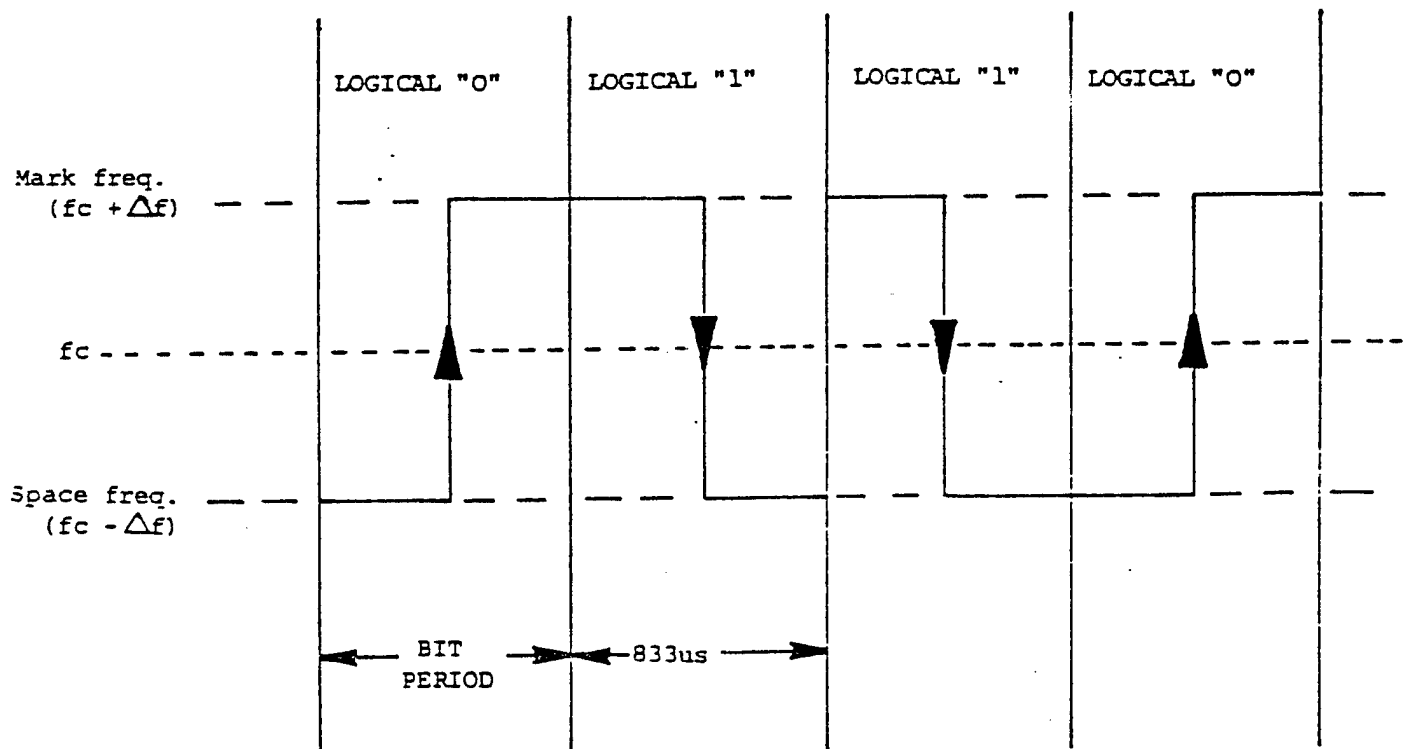 LOGICAL "0"
LOGICAL "1"
LOGICAL "1"
LOGICAL "0"
Mark freq.
(fc + Δf)
fc
Space freq.
(fc - Δf)
BIT
PERIOD
833us